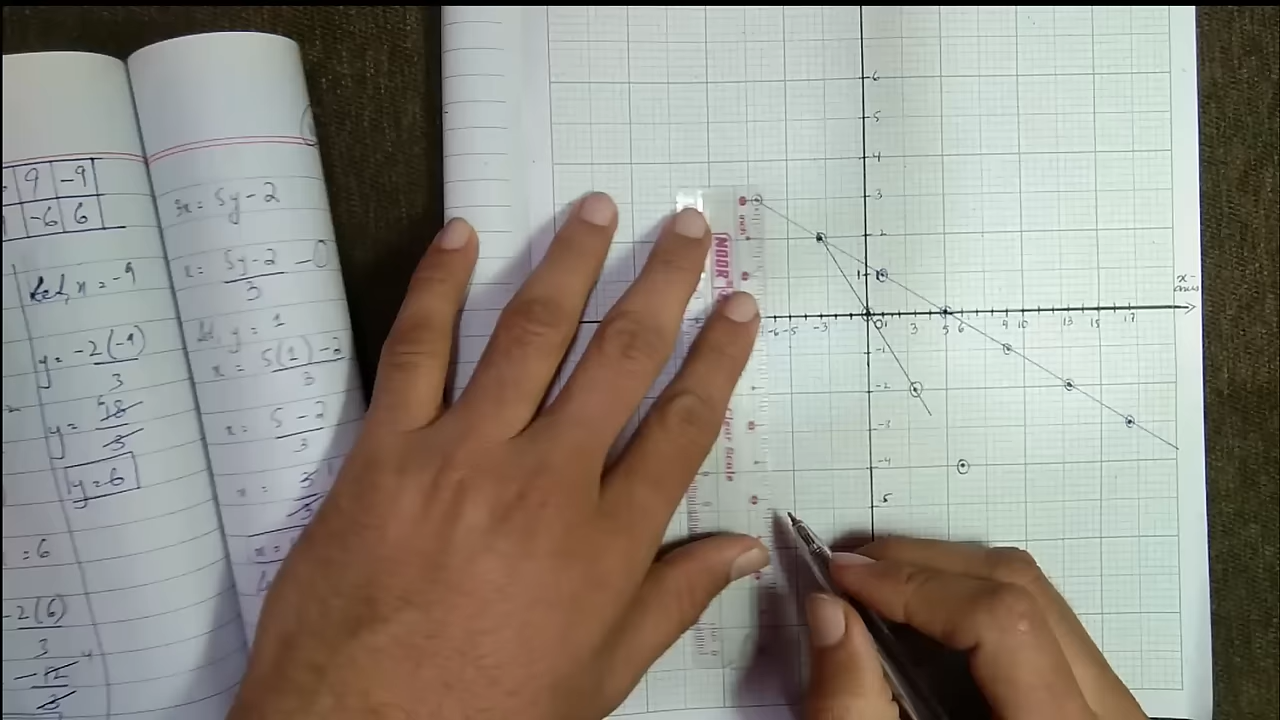 9 -9
-6 6
Let, x = -9
y = -2(-9)
3
y = 18
3
y = 6
= 6
-2(6)
3
-12
3
3x = 5y - 2
x = 5y - 2
3
Let, y = 1
x = 5(1) - 2
3
x = 5 - 2
3
x = 3
3
x =
6
5
4
3
2
1
x-axis
-6 -5 -3 0 1 3 5 6 9 10 13 15 17
-1
-2
-3
-4
5
inch
NOOR
Clear Scale